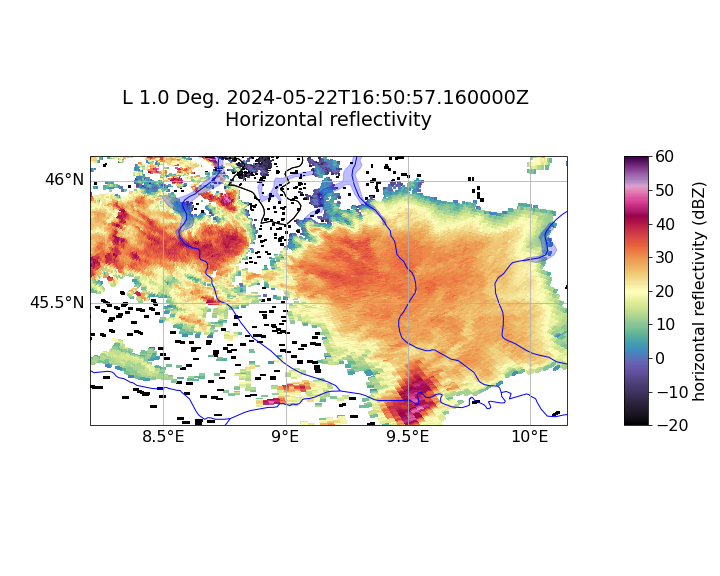 L 1.0 Deg. 2024-05-22T16:50:57.160000Z
Horizontal reflectivity
46°N
45.5°N
8.5°E
9°E
9.5°E
10°E
60
50
40
30
20
10
0
−10
−20
horizontal reflectivity (dBZ)